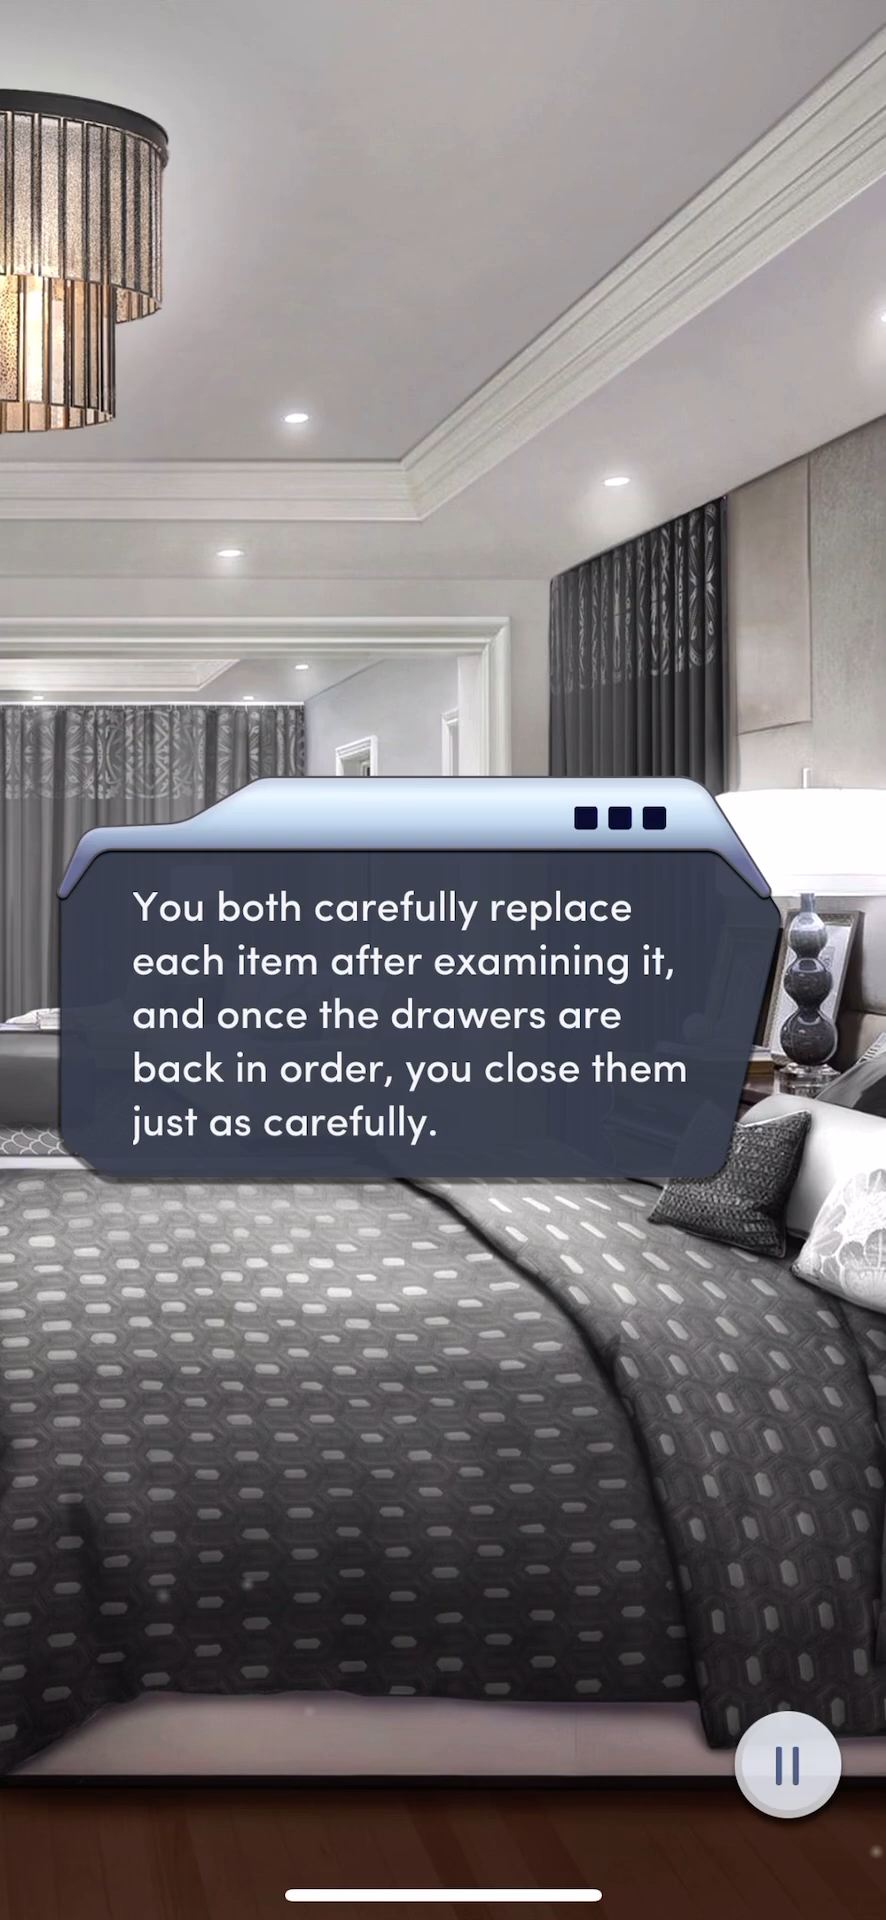 You both carefully replace
each item after examining it,
and once the drawers are
back in order, you close them
just as carefully.